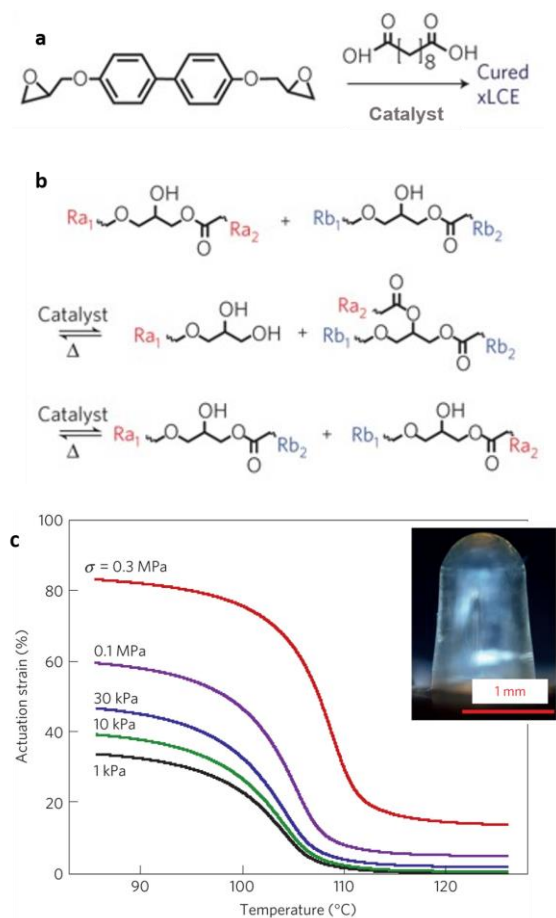 a
O
O
O
O
O
OH
O
OH
8
Catalyst
Cured
xLCE
b
OH
Ra1
O
O
O
Ra2
+
OH
Rb1
O
O
O
Rb2
Catalyst
Δ
OH
Ra1
O
OH
+
Ra2
O
O
Rb1
O
O
O
Rb2
Catalyst
Δ
OH
Ra1
O
O
O
Rb2
+
OH
Rb1
O
O
O
Ra2
c
100
80
60
40
20
0
Actuation strain (%)
σ = 0.3 MPa
0.1 MPa
30 kPa
10 kPa
1 kPa
1 mm
90
100
110
120
Temperature (°C)